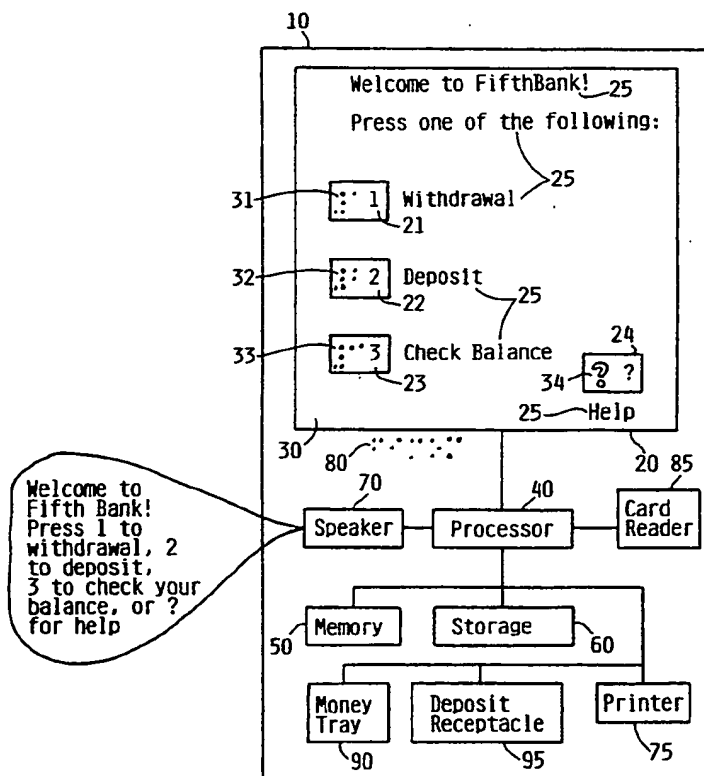 10
Welcome to FifthBank! 25
Press one of the following:
25
31 1 Withdrawal
21
32 2 Deposit
22 25
33 3 Check Balance 24
23 34 ?
25 Help
30 80 20
70 40 85
Welcome to
Fifth Bank!
Press 1 to
withdrawal, 2
to deposit,
3 to check your
balance, or ?
for help
Speaker Processor Card
Reader
50 Memory Storage 60
Money
Tray Deposit
Receptacle Printer
90 95 75